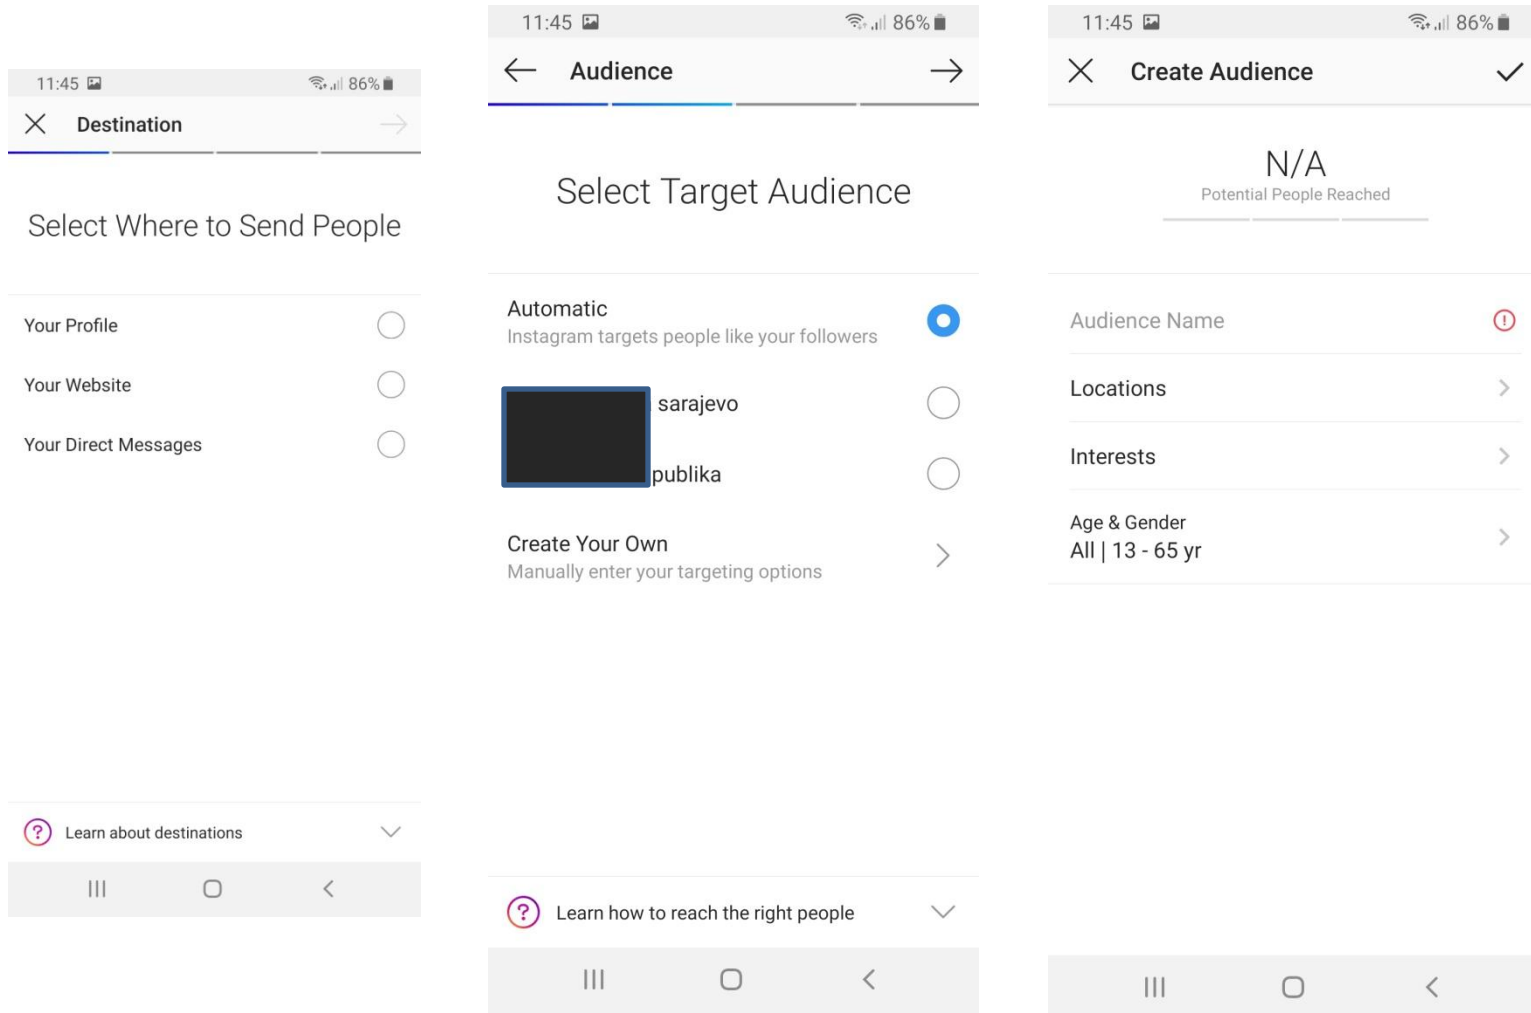 11:45
86%
Destination
Select Where to Send People
Your Profile
Your Website
Your Direct Messages
Learn about destinations
11:45
86%
Audience
Select Target Audience
Automatic
Instagram targets people like your followers
sarajevo
publika
Create Your Own
Manually enter your targeting options
Learn how to reach the right people
11:45
86%
Create Audience
N/A
Potential People Reached
Audience Name
Locations
Interests
Age & Gender
All | 13 - 65 yr